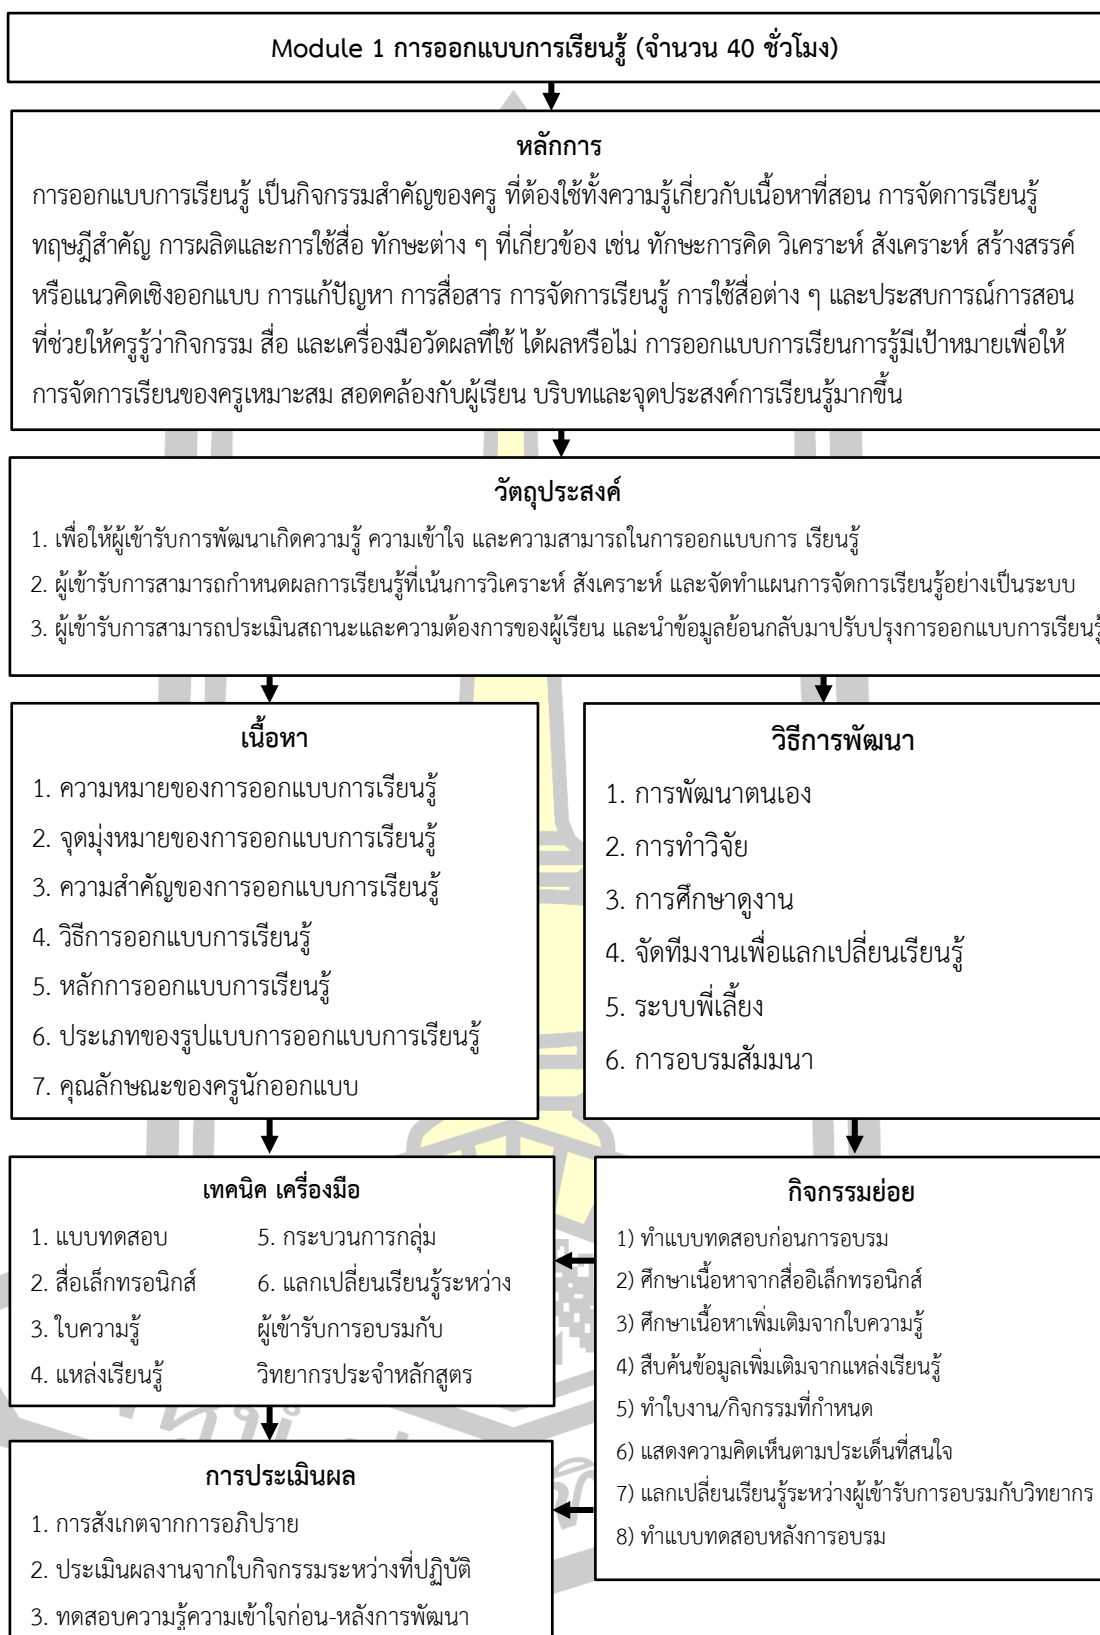 Module 1 การออกแบบการเรียนรู้ (จำนวน 40 ชั่วโมง)
หลักการ
การออกแบบการเรียนรู้ เป็นกิจกรรมสำคัญของครู ที่ต้องใช้ทั้งความรู้เกี่ยวกับเนื้อหาที่สอน การจัดการเรียนรู้
ทฤษฎีสำคัญ การผลิตและการใช้สื่อ ทักษะต่าง ๆ ที่เกี่ยวข้อง เช่น ทักษะการคิด วิเคราะห์ สังเคราะห์ สร้างสรรค์
หรือแนวคิดเชิงออกแบบ การแก้ปัญหา การสื่อสาร การจัดการเรียนรู้ การใช้สื่อต่าง ๆ และประสบการณ์การสอน
ที่ช่วยให้ครูรู้ว่ากิจกรรม สื่อ และเครื่องมือวัดผลที่ใช้ ได้ผลหรือไม่ การออกแบบการเรียนการรู้มีเป้าหมายเพื่อให้
การจัดการเรียนของครูเหมาะสม สอดคล้องกับผู้เรียน บริบทและจุดประสงค์การเรียนรู้มากขึ้น
วัตถุประสงค์
1. เพื่อให้ผู้เข้ารับการพัฒนาเกิดความรู้ ความเข้าใจ และความสามารถในการออกแบบการ เรียนรู้
2. ผู้เข้ารับการสามารถกำหนดผลการเรียนรู้ที่เน้นการวิเคราะห์ สังเคราะห์ และจัดทำแผนการจัดการเรียนรู้อย่างเป็นระบบ
3. ผู้เข้ารับการสามารถประเมินสถานะและความต้องการของผู้เรียน และนำข้อมูลย้อนกลับมาปรับปรุงการออกแบบการเรียนรู้
เนื้อหา
1. ความหมายของการออกแบบการเรียนรู้
2. จุดมุ่งหมายของการออกแบบการเรียนรู้
3. ความสำคัญของการออกแบบการเรียนรู้
4. วิธีการออกแบบการเรียนรู้
5. หลักการออกแบบการเรียนรู้
6. ประเภทของรูปแบบการออกแบบการเรียนรู้
7. คุณลักษณะของครูนักออกแบบ
วิธีการพัฒนา
1. การพัฒนาตนเอง
2. การทำวิจัย
3. การศึกษาดูงาน
4. จัดทีมงานเพื่อแลกเปลี่ยนเรียนรู้
5. ระบบพี่เลี้ยง
6. การอบรมสัมมนา
เทคนิค เครื่องมือ
1. แบบทดสอบ
2. สื่อเล็กทรอนิกส์
3. ใบความรู้
4. แหล่งเรียนรู้
5. กระบวนการกลุ่ม
6. แลกเปลี่ยนเรียนรู้ระหว่าง
ผู้เข้ารับการอบรมกับ
วิทยากรประจำหลักสูตร
กิจกรรมย่อย
1) ทำแบบทดสอบก่อนการอบรม
2) ศึกษาเนื้อหาจากสื่ออิเล็กทรอนิกส์
3) ศึกษาเนื้อหาเพิ่มเติมจากใบความรู้
4) สืบค้นข้อมูลเพิ่มเติมจากแหล่งเรียนรู้
5) ทำใบงาน/กิจกรรมที่กำหนด
6) แสดงความคิดเห็นตามประเด็นที่สนใจ
7) แลกเปลี่ยนเรียนรู้ระหว่างผู้เข้ารับการอบรมกับวิทยากร
8) ทำแบบทดสอบหลังการอบรม
การประเมินผล
1. การสังเกตจากการอภิปราย
2. ประเมินผลงานจากใบกิจกรรมระหว่างที่ปฏิบัติ
3. ทดสอบความรู้ความเข้าใจก่อน-หลังการพัฒนา